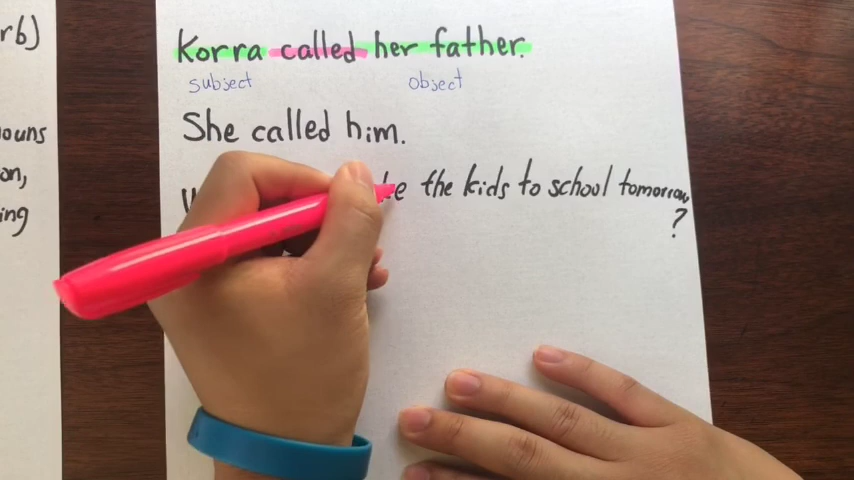 rb)
ouns
on,
ing
Korra called her father.
subject object
She called him.
the kids to school tomorrow
?